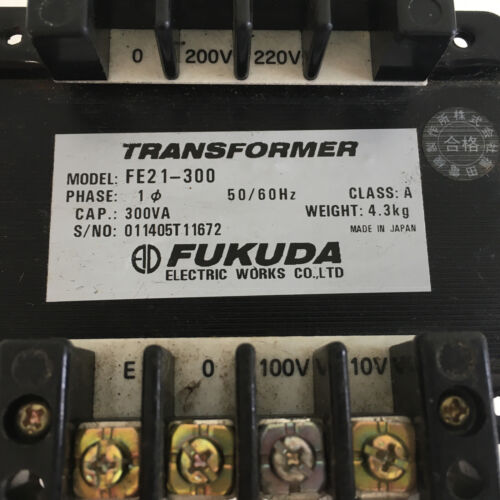 0 200V 220V
TRANSFORMER
MODEL: FE21-300
PHASE: 1ϕ 50/60Hz CLASS: A
CAP.: 300VA WEIGHT: 4.3kg
S/NO: 011405T11672 MADE IN JAPAN
FUKUDA
ELECTRIC WORKS CO.,LTD
合格
E 0 100V 10V